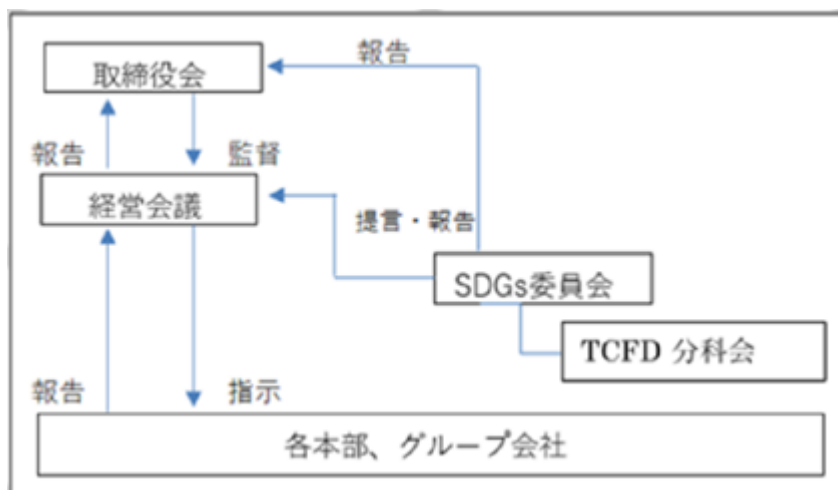 取締役会
報告
報告
監督
経営会議
提言・報告
SDGs委員会
TCFD 分科会
報告
指示
各本部、グループ会社